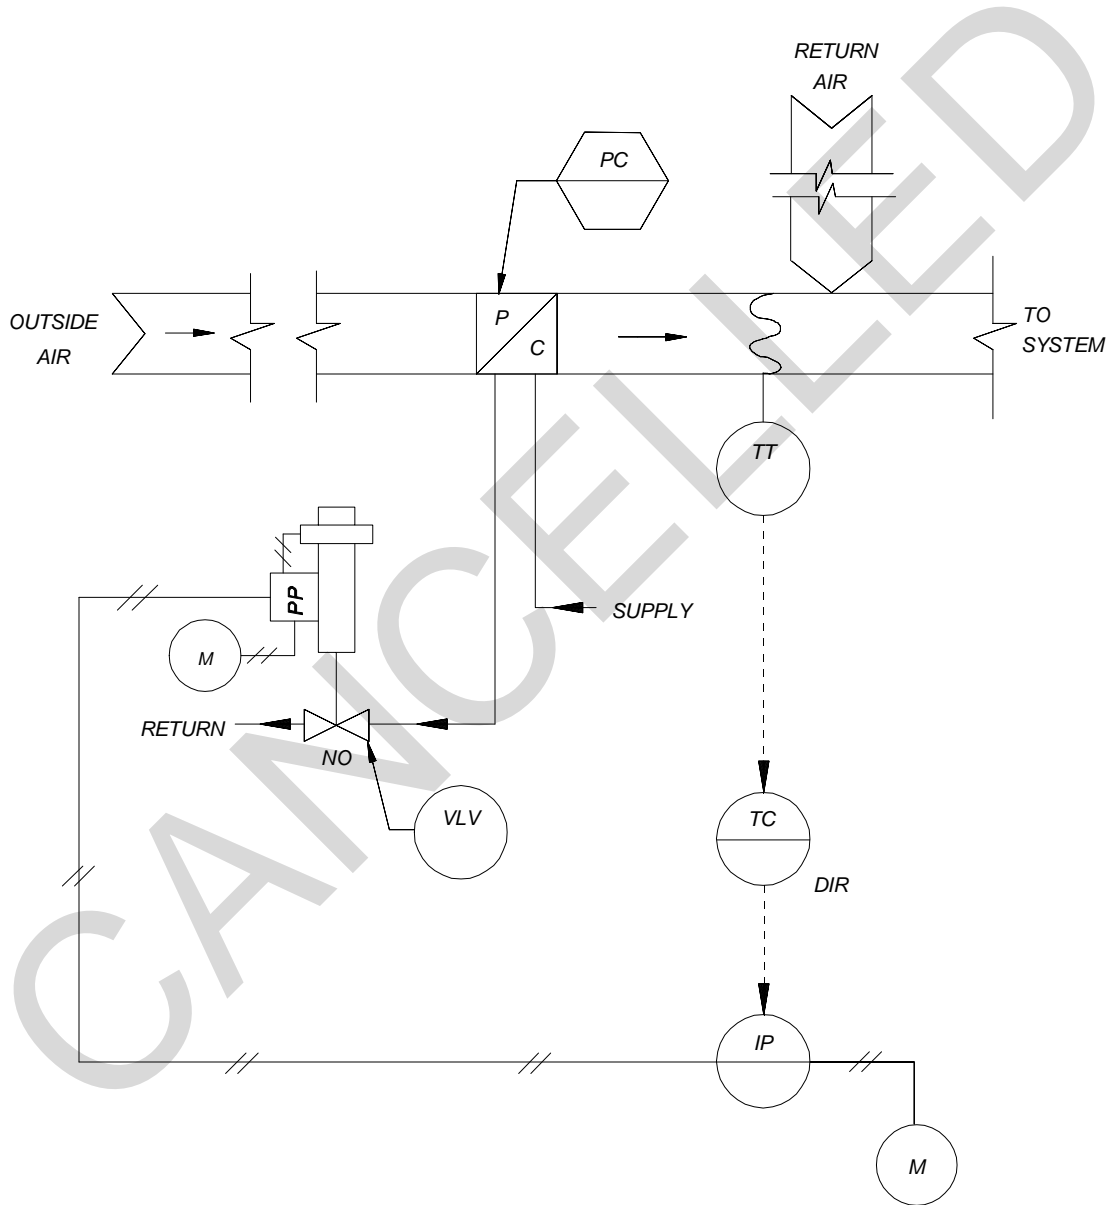 RETURN
AIR
PC
OUTSIDE
AIR
P
C
TO
SYSTEM
TT
PP
SUPPLY
M
RETURN
NO
VLV
TC
DIR
IP
M
CANCELLED